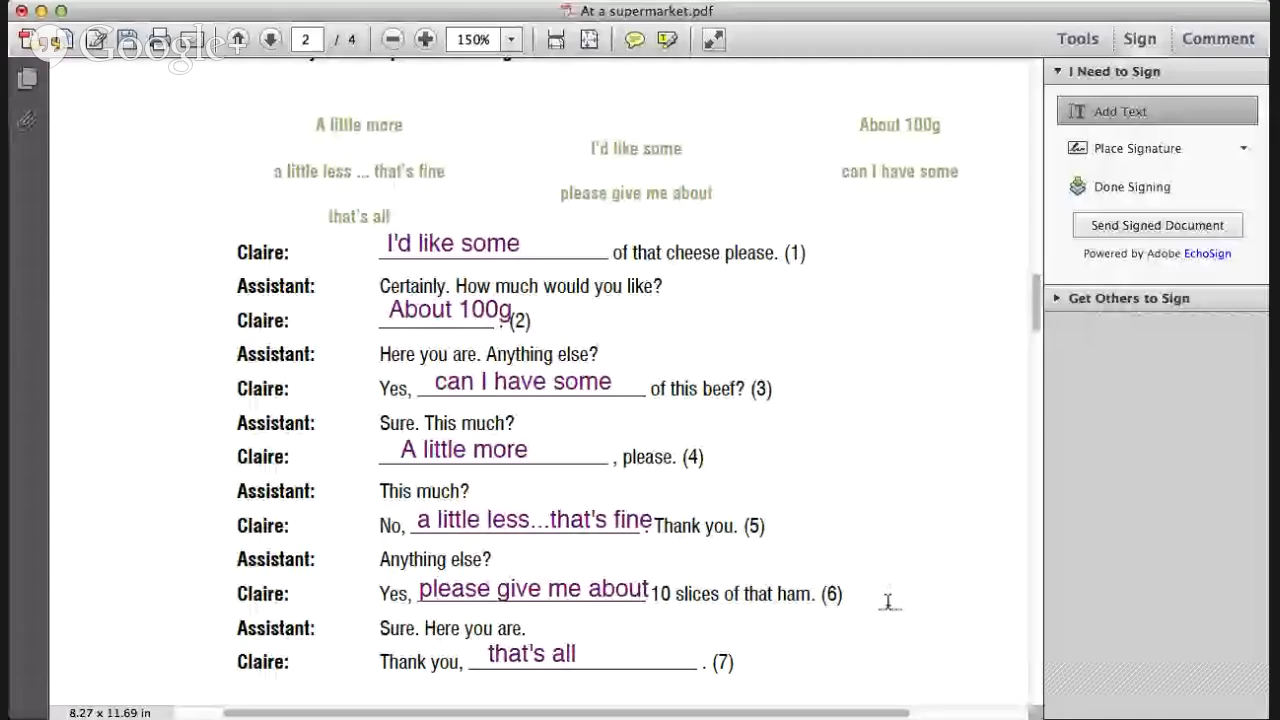 At a supermarket.pdf
Google+
2 / 4
150%
Tools
Sign
Comment
I Need to Sign
Add Text
Place Signature
Done Signing
Send Signed Document
Powered by Adobe EchoSign
Get Others to Sign
A little more
About 100g
I'd like some
a little less ... that's fine
can I have some
please give me about
that's all
Claire: I'd like some of that cheese please. (1)
Assistant: Certainly. How much would you like?
Claire: About 100g . (2)
Assistant: Here you are. Anything else?
Claire: Yes, can I have some of this beef? (3)
Assistant: Sure. This much?
Claire: A little more , please. (4)
Assistant: This much?
Claire: No, a little less...that's fine . Thank you. (5)
Assistant: Anything else?
Claire: Yes, please give me about 10 slices of that ham. (6)
Assistant: Sure. Here you are.
Claire: Thank you, that's all . (7)
8.27 x 11.69 in